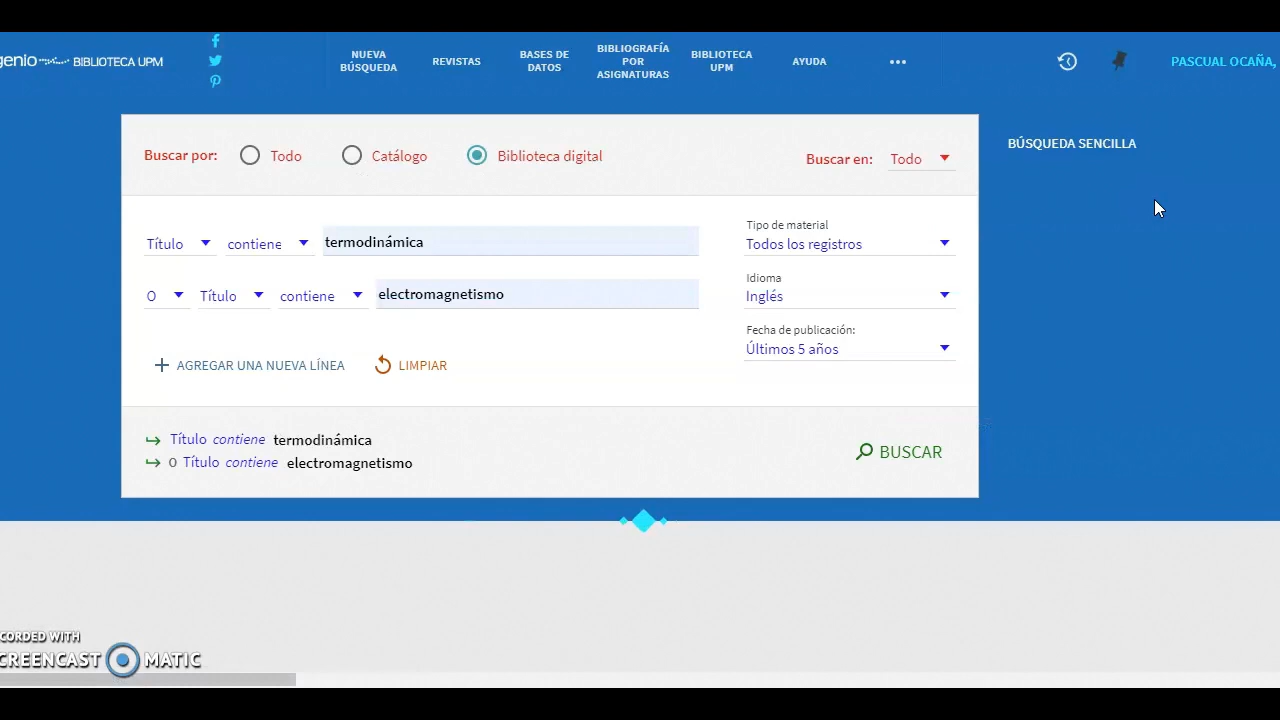 genio BIBLIOTECA UPM
NUEVA BÚSQUEDA
REVISTAS
BASES DE DATOS
BIBLIOGRAFÍA POR ASIGNATURAS
BIBLIOTECA UPM
AYUDA
PASCUAL OCAÑA,
Buscar por: Todo Catálogo Biblioteca digital
Buscar en: Todo
BÚSQUEDA SENCILLA
Título contiene termodinámica
O Título contiene electromagnetismo
Tipo de material
Todos los registros
Idioma
Inglés
Fecha de publicación:
Últimos 5 años
AGREGAR UNA NUEVA LÍNEA LIMPIAR
Título contiene termodinámica
O Título contiene electromagnetismo
BUSCAR
CORDED WITH
CREENCAST MATIC